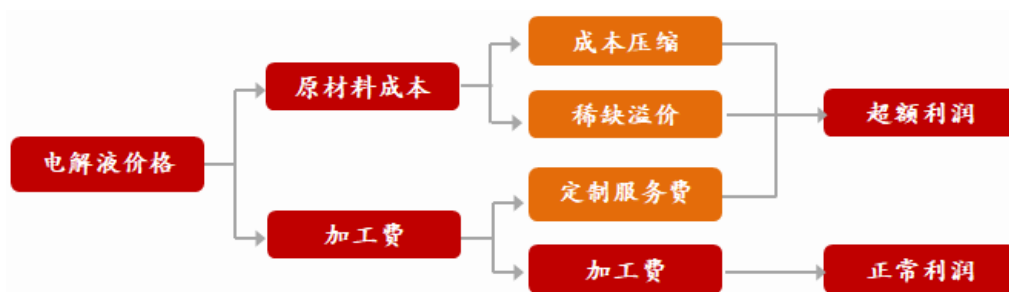 电解液价格
原材料成本
加工费
成本压缩
稀缺溢价
定制服务费
加工费
超额利润
正常利润